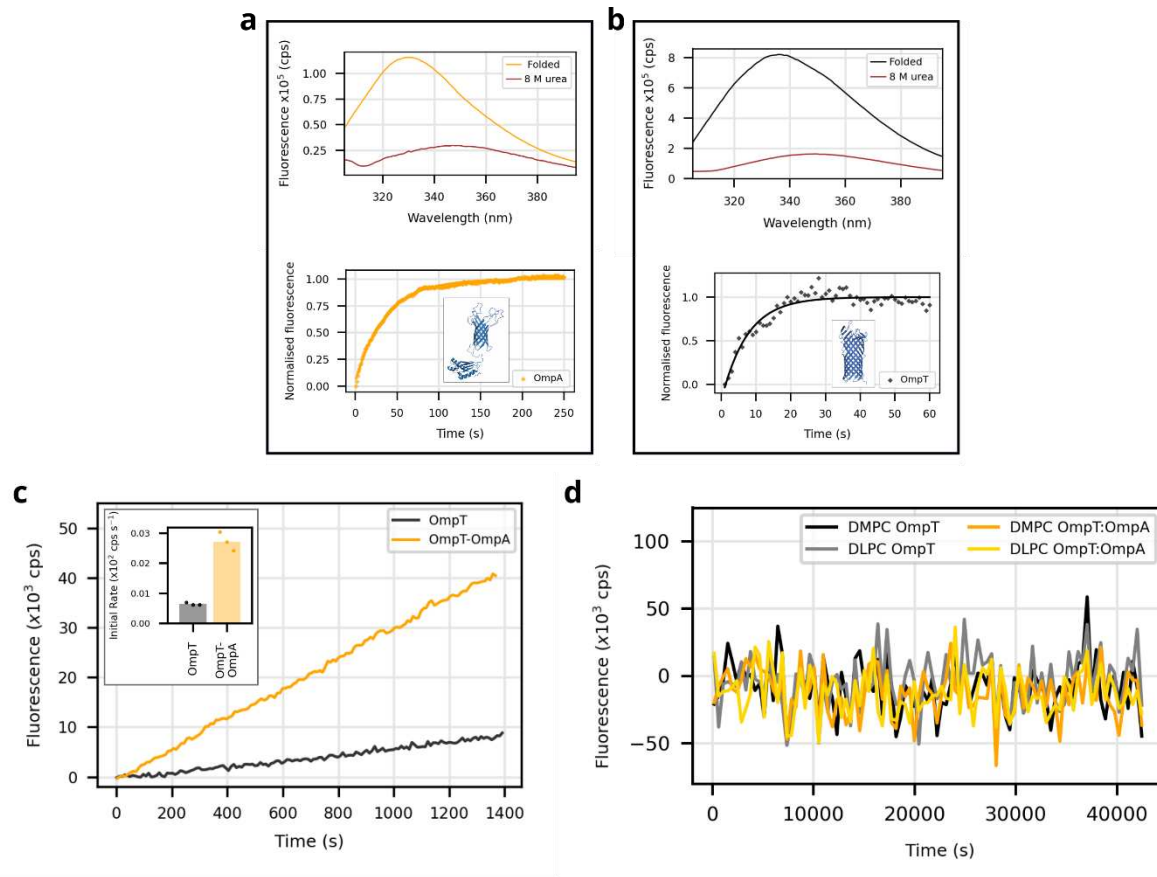 a
Fluorescence x10⁵ (cps)
1.00
0.75
0.50
0.25
Folded
8 M urea
320
340
360
380
Wavelength (nm)
Normalised fluorescence
1.00
0.75
0.50
0.25
0.00
OmpA
0
50
100
150
200
250
Time (s)
b
Fluorescence x10⁵ (cps)
8
6
4
2
0
Folded
8 M urea
320
340
360
380
Wavelength (nm)
Normalised fluorescence
1.0
0.5
0.0
OmpT
0
10
20
30
40
50
60
Time (s)
c
Fluorescence (x10³ cps)
50
40
30
20
10
0
OmpT
OmpT-OmpA
Initial Rate (x10² cps s⁻¹)
0.03
0.02
0.01
0.00
OmpT
OmpT-
OmpA
0
200
400
600
800
1000
1200
1400
Time (s)
d
Fluorescence (x10³ cps)
100
50
0
−50
DMPC OmpT
DLPC OmpT
DMPC OmpT:OmpA
DLPC OmpT:OmpA
0
10000
20000
30000
40000
Time (s)